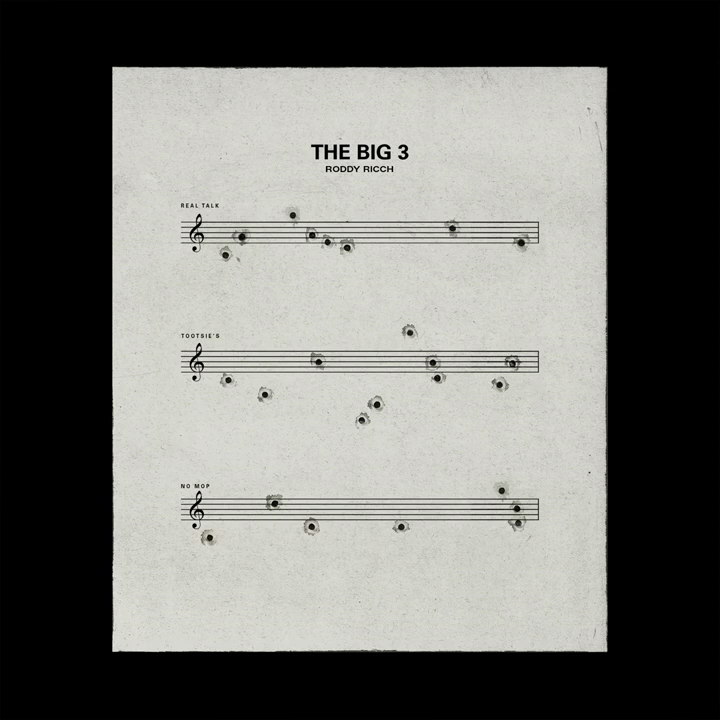 THE BIG 3
RODDY RICCH
REAL TALK
TOOTSIE'S
NO MOP